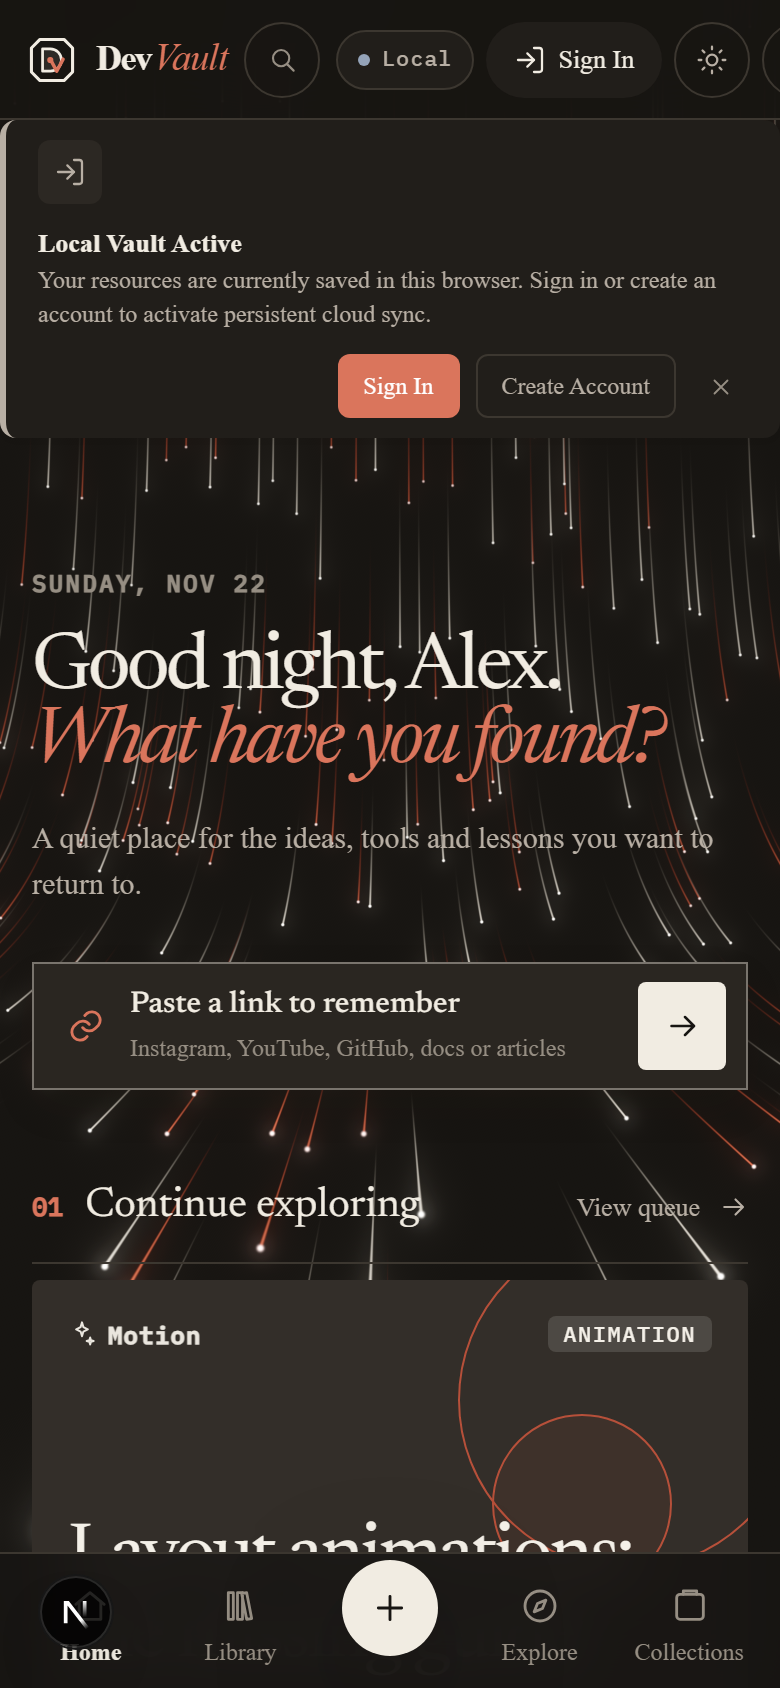 DevVault
Local
Sign In
Local Vault Active
Your resources are currently saved in this browser. Sign in or create an
account to activate persistent cloud sync.
Sign In
Create Account
SUNDAY, NOV 22
Good night, Alex.
What have you found?
A quiet place for the ideas, tools and lessons you want to
return to.
Paste a link to remember
Instagram, YouTube, GitHub, docs or articles
01 Continue exploring
View queue
Motion
ANIMATION
Layout animations:
N
Home
Library
Explore
Collections